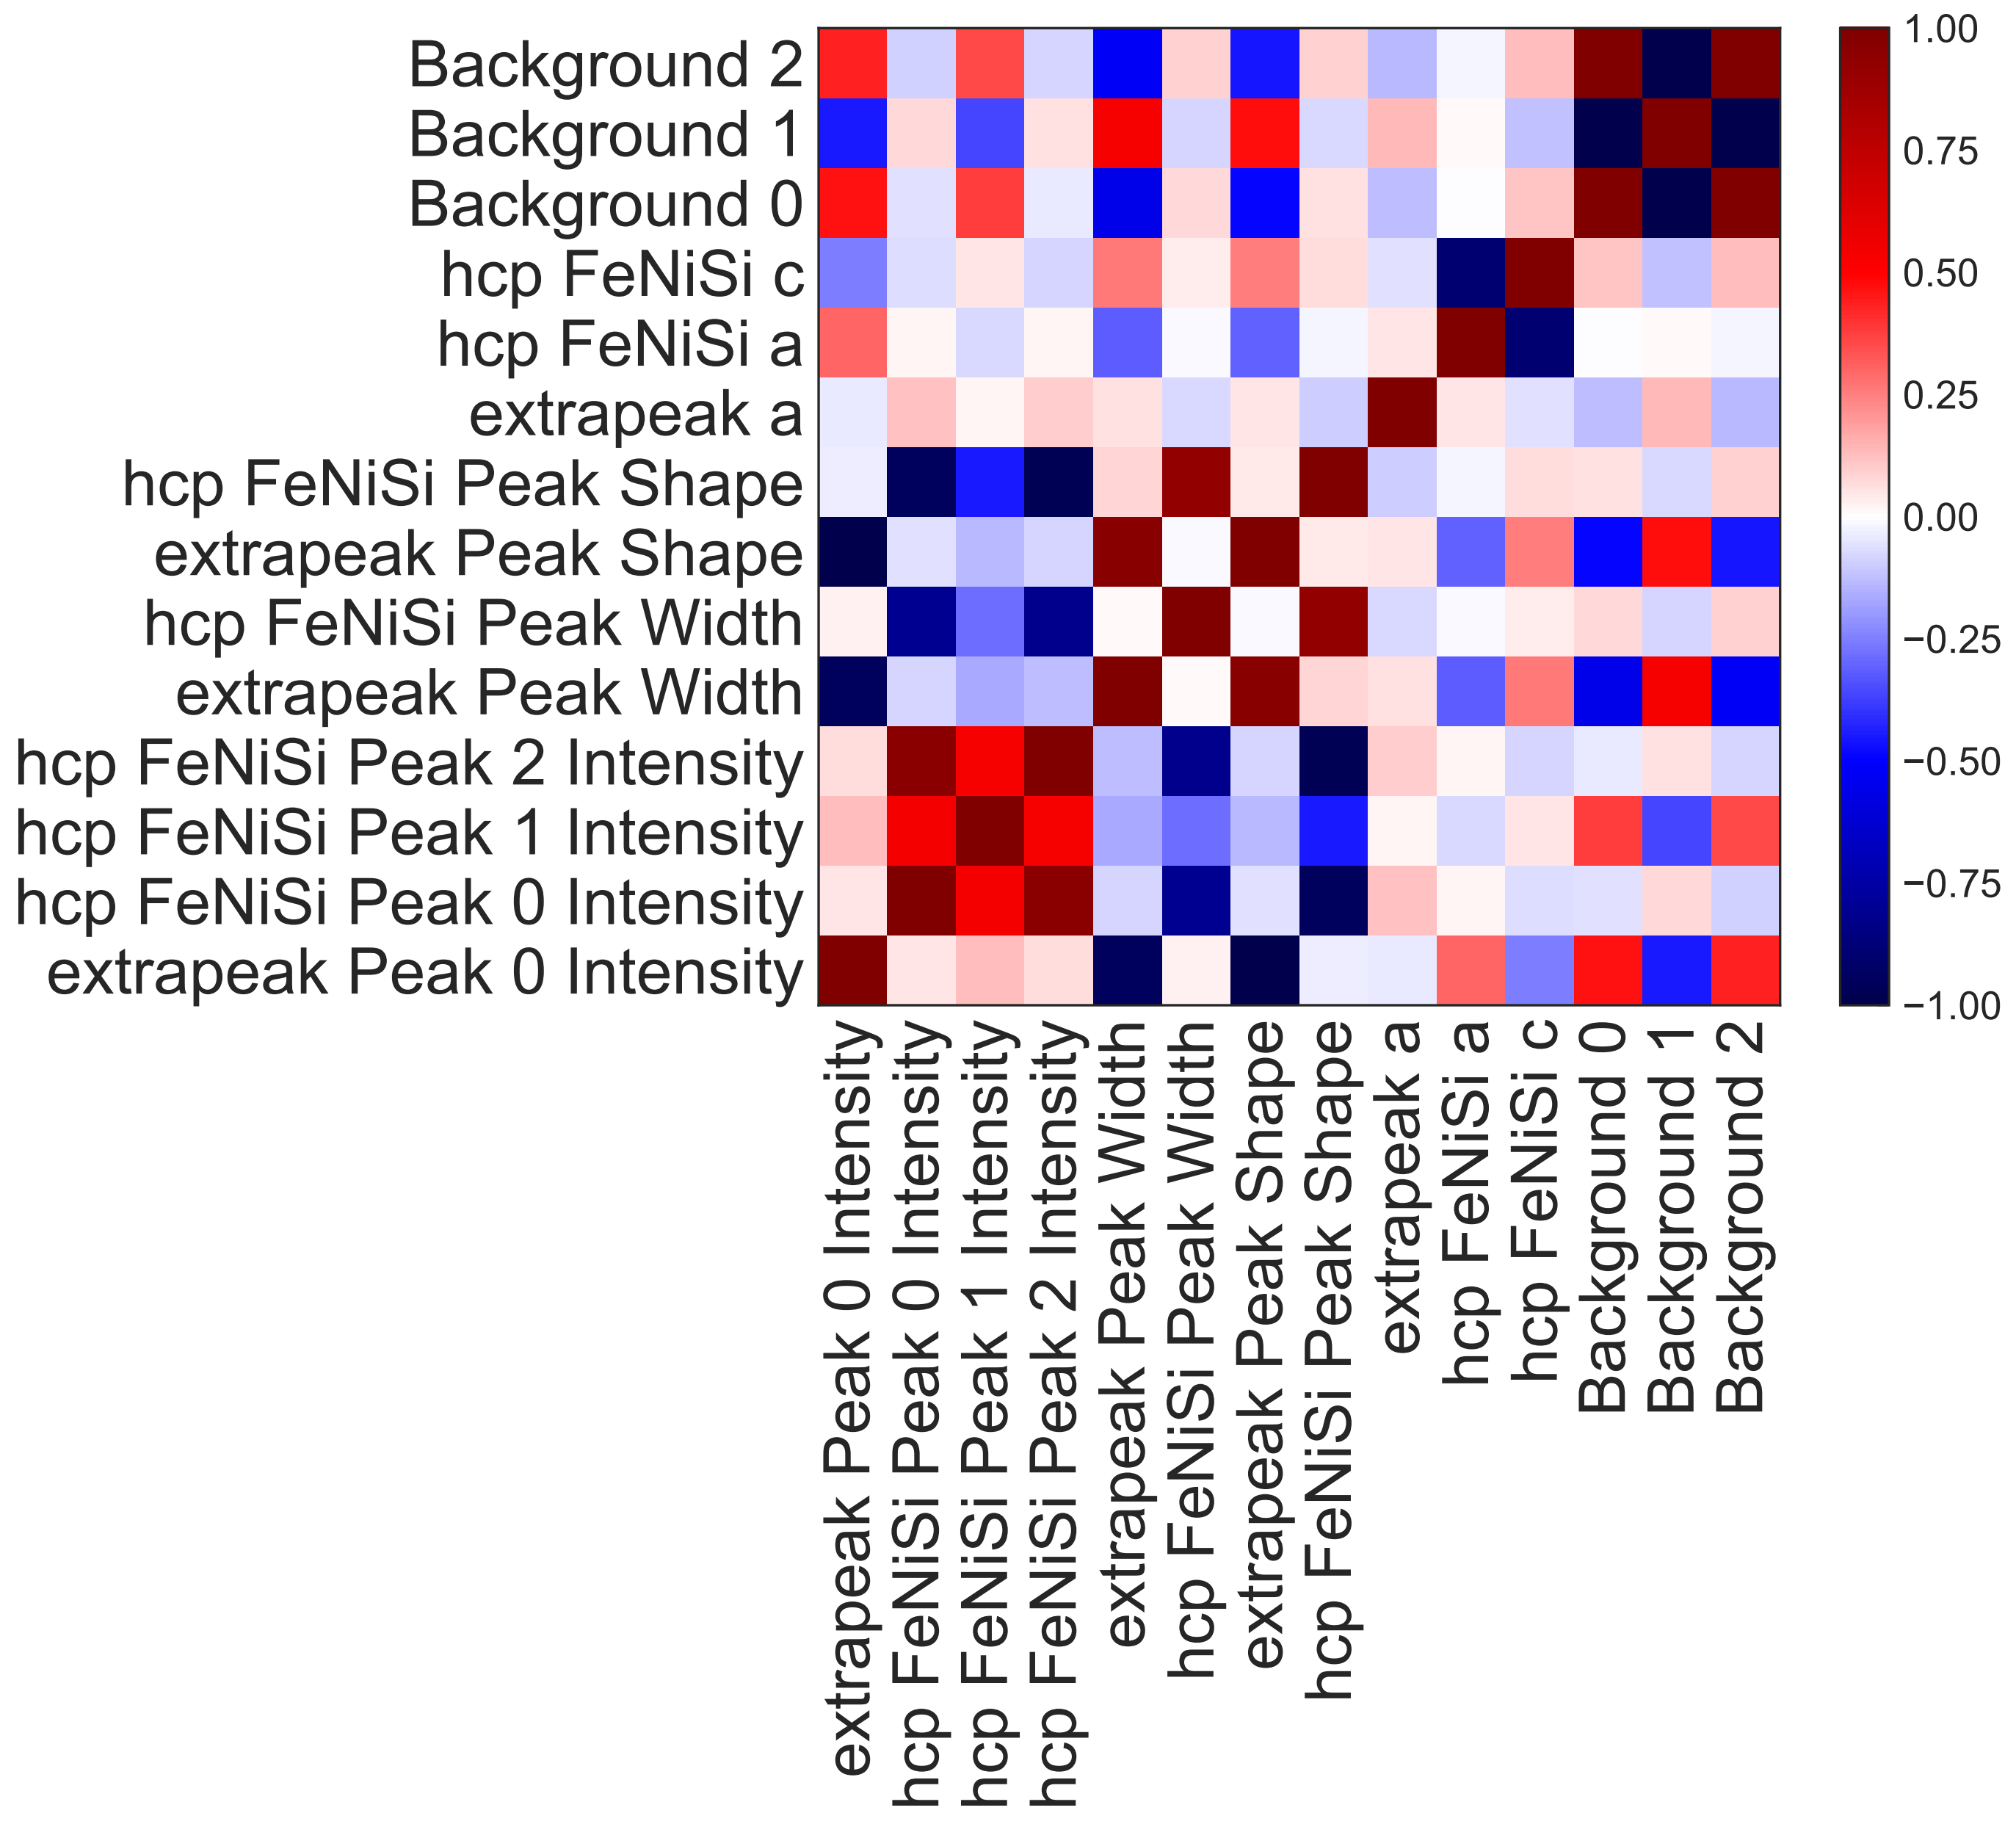 Background 2
Background 1
Background 0
hcp FeNiSi c
hcp FeNiSi a
extrapeak a
hcp FeNiSi Peak Shape
extrapeak Peak Shape
hcp FeNiSi Peak Width
extrapeak Peak Width
hcp FeNiSi Peak 2 Intensity
hcp FeNiSi Peak 1 Intensity
hcp FeNiSi Peak 0 Intensity
extrapeak Peak 0 Intensity
extrapeak Peak 0 Intensity
hcp FeNiSi Peak 0 Intensity
hcp FeNiSi Peak 1 Intensity
hcp FeNiSi Peak 2 Intensity
extrapeak Peak Width
hcp FeNiSi Peak Width
extrapeak Peak Shape
hcp FeNiSi Peak Shape
extrapeak a
hcp FeNiSi a
hcp FeNiSi c
Background 0
Background 1
Background 2
1.00
0.75
0.50
0.25
0.00
−0.25
−0.50
−0.75
−1.00